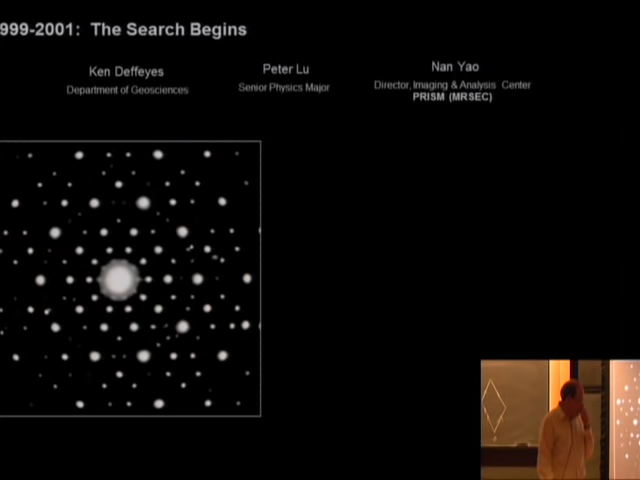 999-2001: The Search Begins
Ken Deffeyes
Department of Geosciences
Peter Lu
Senior Physics Major
Nan Yao
Director, Imaging & Analysis Center
PRISM (MRSEC)